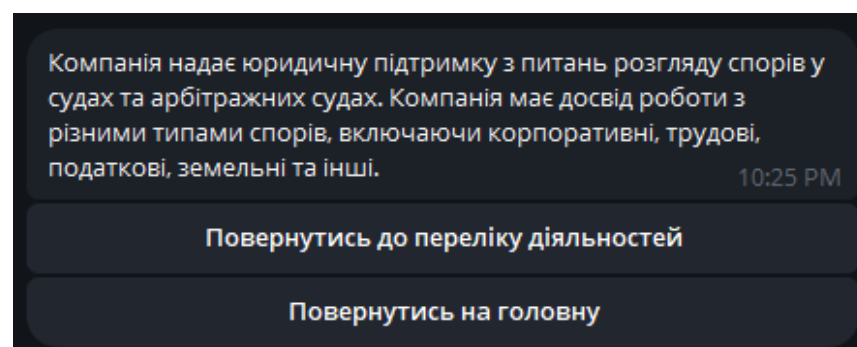 Компанія надає юридичну підтримку з питань розгляду спорів у
судах та арбітражних судах. Компанія має досвід роботи з
різними типами спорів, включаючи корпоративні, трудові,
податкові, земельні та інші.
10:25 PM
Повернутись до переліку діяльностей
Повернутись на головну